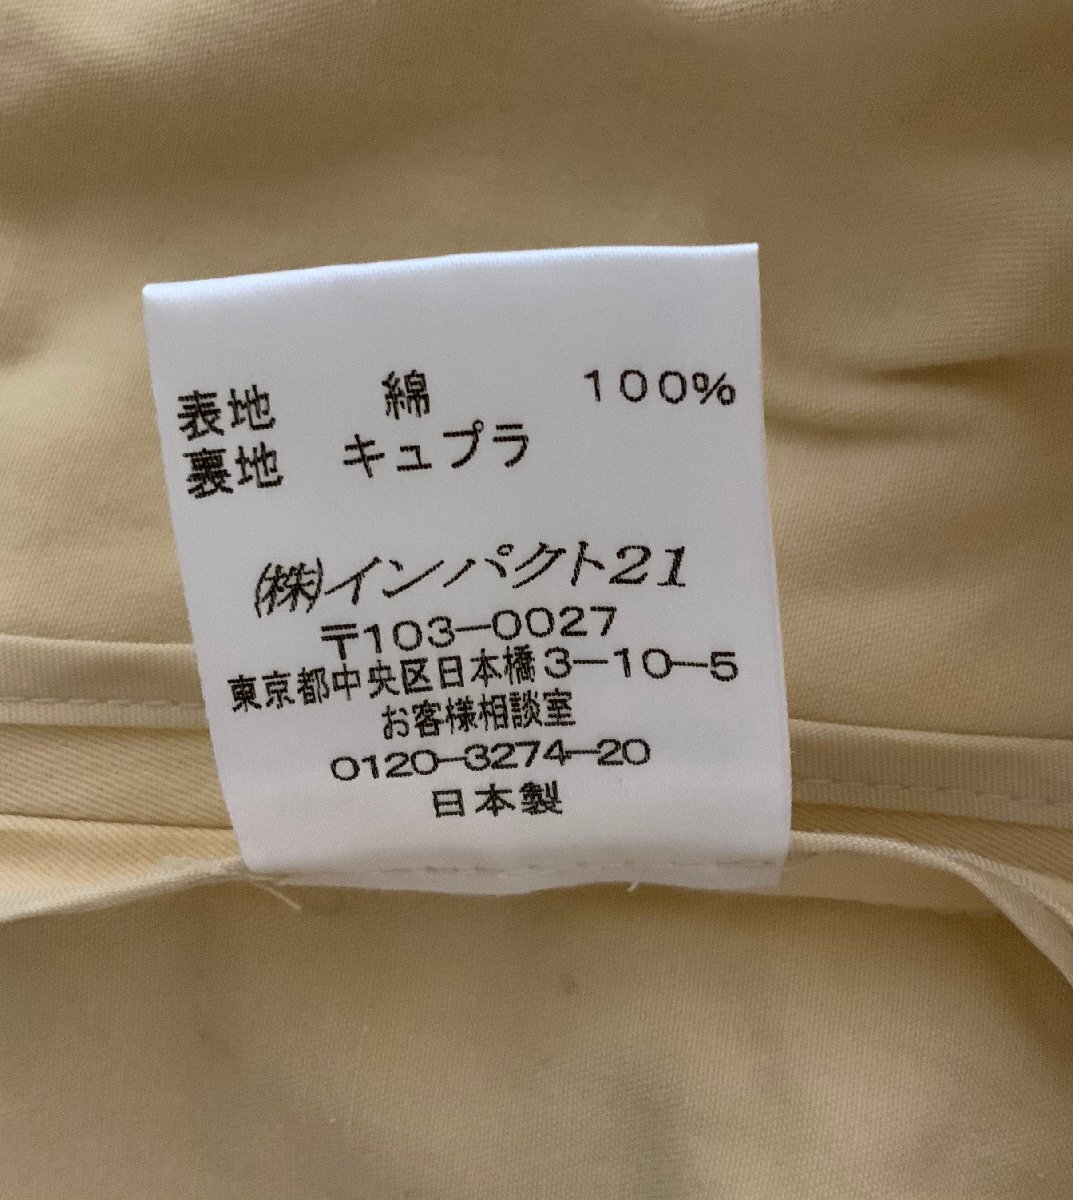 表地 綿 100%
裏地 キュプラ
(株)インパクト21
〒103-0027
東京都中央区日本橋3-10-5
お客様相談室
0120-3274-20
日本製